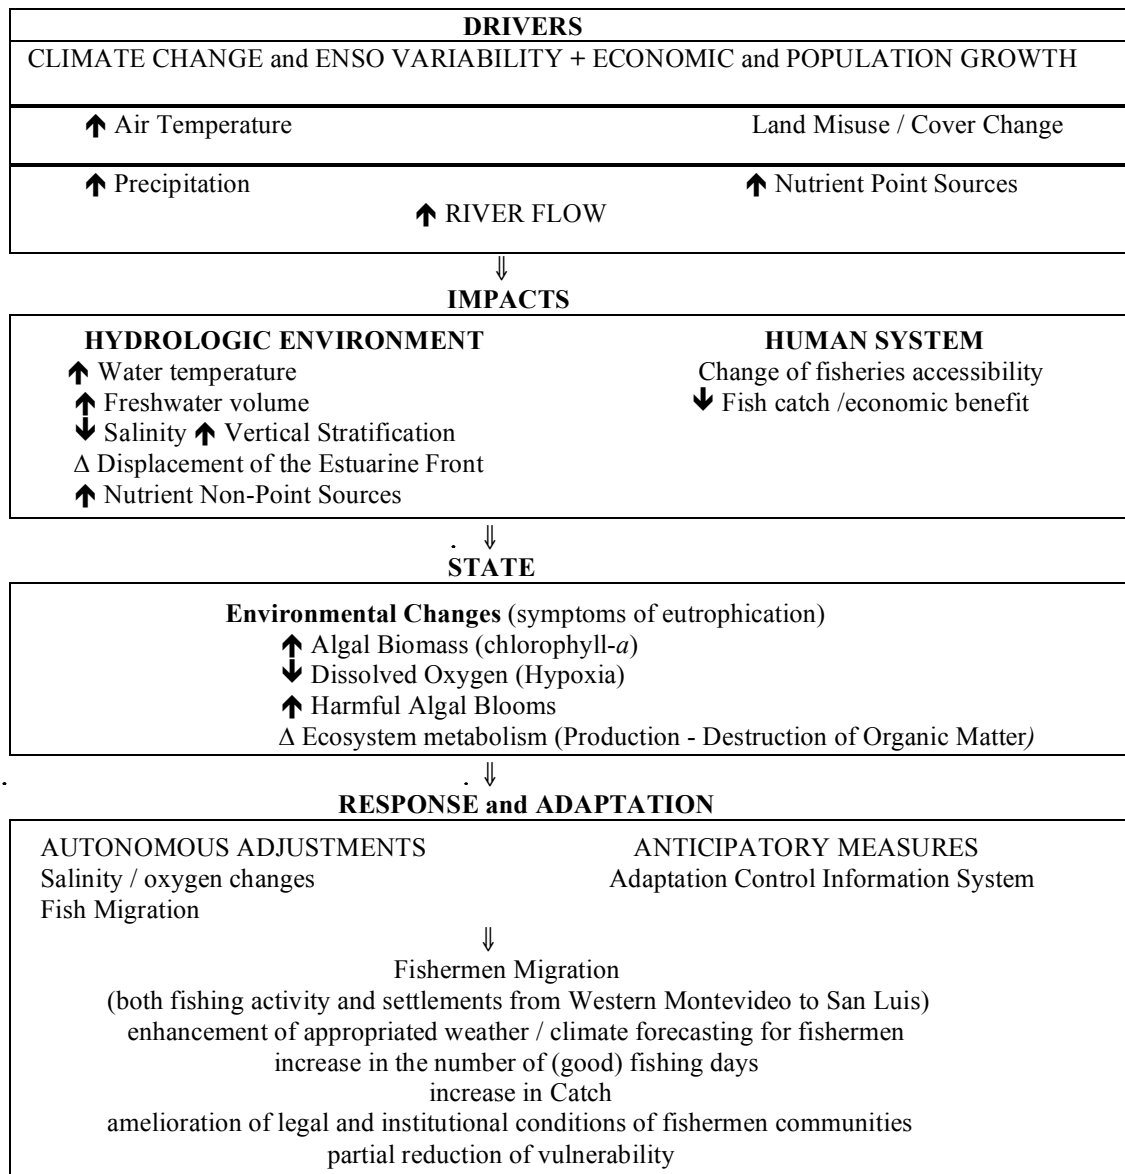 DRIVERS
CLIMATE CHANGE and ENSO VARIABILITY + ECONOMIC and POPULATION GROWTH
🡹 Air Temperature Land Misuse / Cover Change
🡹 Precipitation 🡹 Nutrient Point Sources
🡹 RIVER FLOW
⇓
IMPACTS
HYDROLOGIC ENVIRONMENT HUMAN SYSTEM
🡹 Water temperature Change of fisheries accessibility
🡹 Freshwater volume 🡻 Fish catch /economic benefit
🡻 Salinity 🡹 Vertical Stratification
Δ Displacement of the Estuarine Front
🡹 Nutrient Non-Point Sources
. ⇓
STATE
Environmental Changes (symptoms of eutrophication)
🡹 Algal Biomass (chlorophyll-a)
🡻 Dissolved Oxygen (Hypoxia)
🡹 Harmful Algal Blooms
Δ Ecosystem metabolism (Production - Destruction of Organic Matter)
. . ⇓
RESPONSE and ADAPTATION
AUTONOMOUS ADJUSTMENTS ANTICIPATORY MEASURES
Salinity / oxygen changes Adaptation Control Information System
Fish Migration
⇓
Fishermen Migration
(both fishing activity and settlements from Western Montevideo to San Luis)
enhancement of appropriated weather / climate forecasting for fishermen
increase in the number of (good) fishing days
increase in Catch
amelioration of legal and institutional conditions of fishermen communities
partial reduction of vulnerability